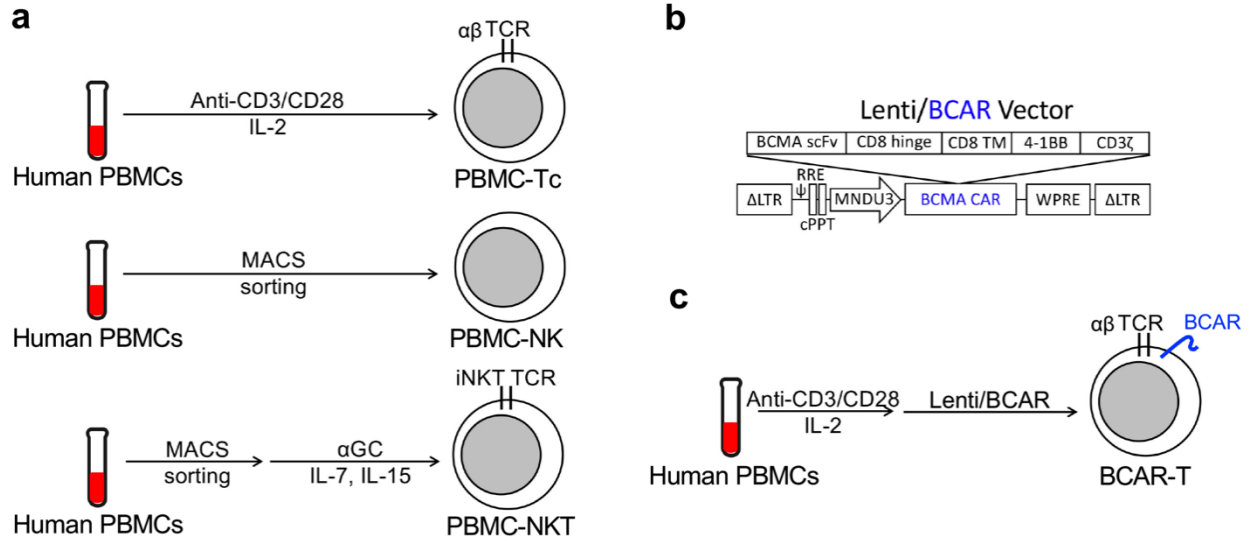 a
αβ TCR
Anti-CD3/CD28
IL-2
Human PBMCs
PBMC-Tc
MACS
sorting
Human PBMCs
PBMC-NK
iNKT TCR
MACS
sorting
αGC
IL-7, IL-15
Human PBMCs
PBMC-NKT
b
Lenti/BCAR Vector
BCMA scFv CD8 hinge CD8 TM 4-1BB CD3ζ
RRE
ΔLTR ψ MNDU3 BCMA CAR WPRE ΔLTR
cPPT
c
αβ TCR BCAR
Anti-CD3/CD28
IL-2
Lenti/BCAR
Human PBMCs
BCAR-T